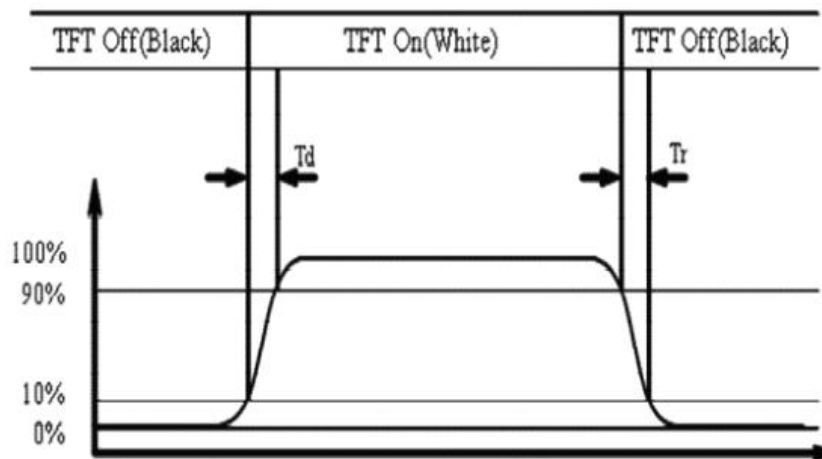 TFT Off(Black) TFT On(White) TFT Off(Black)
Td Tr
100%
90%
10%
0%